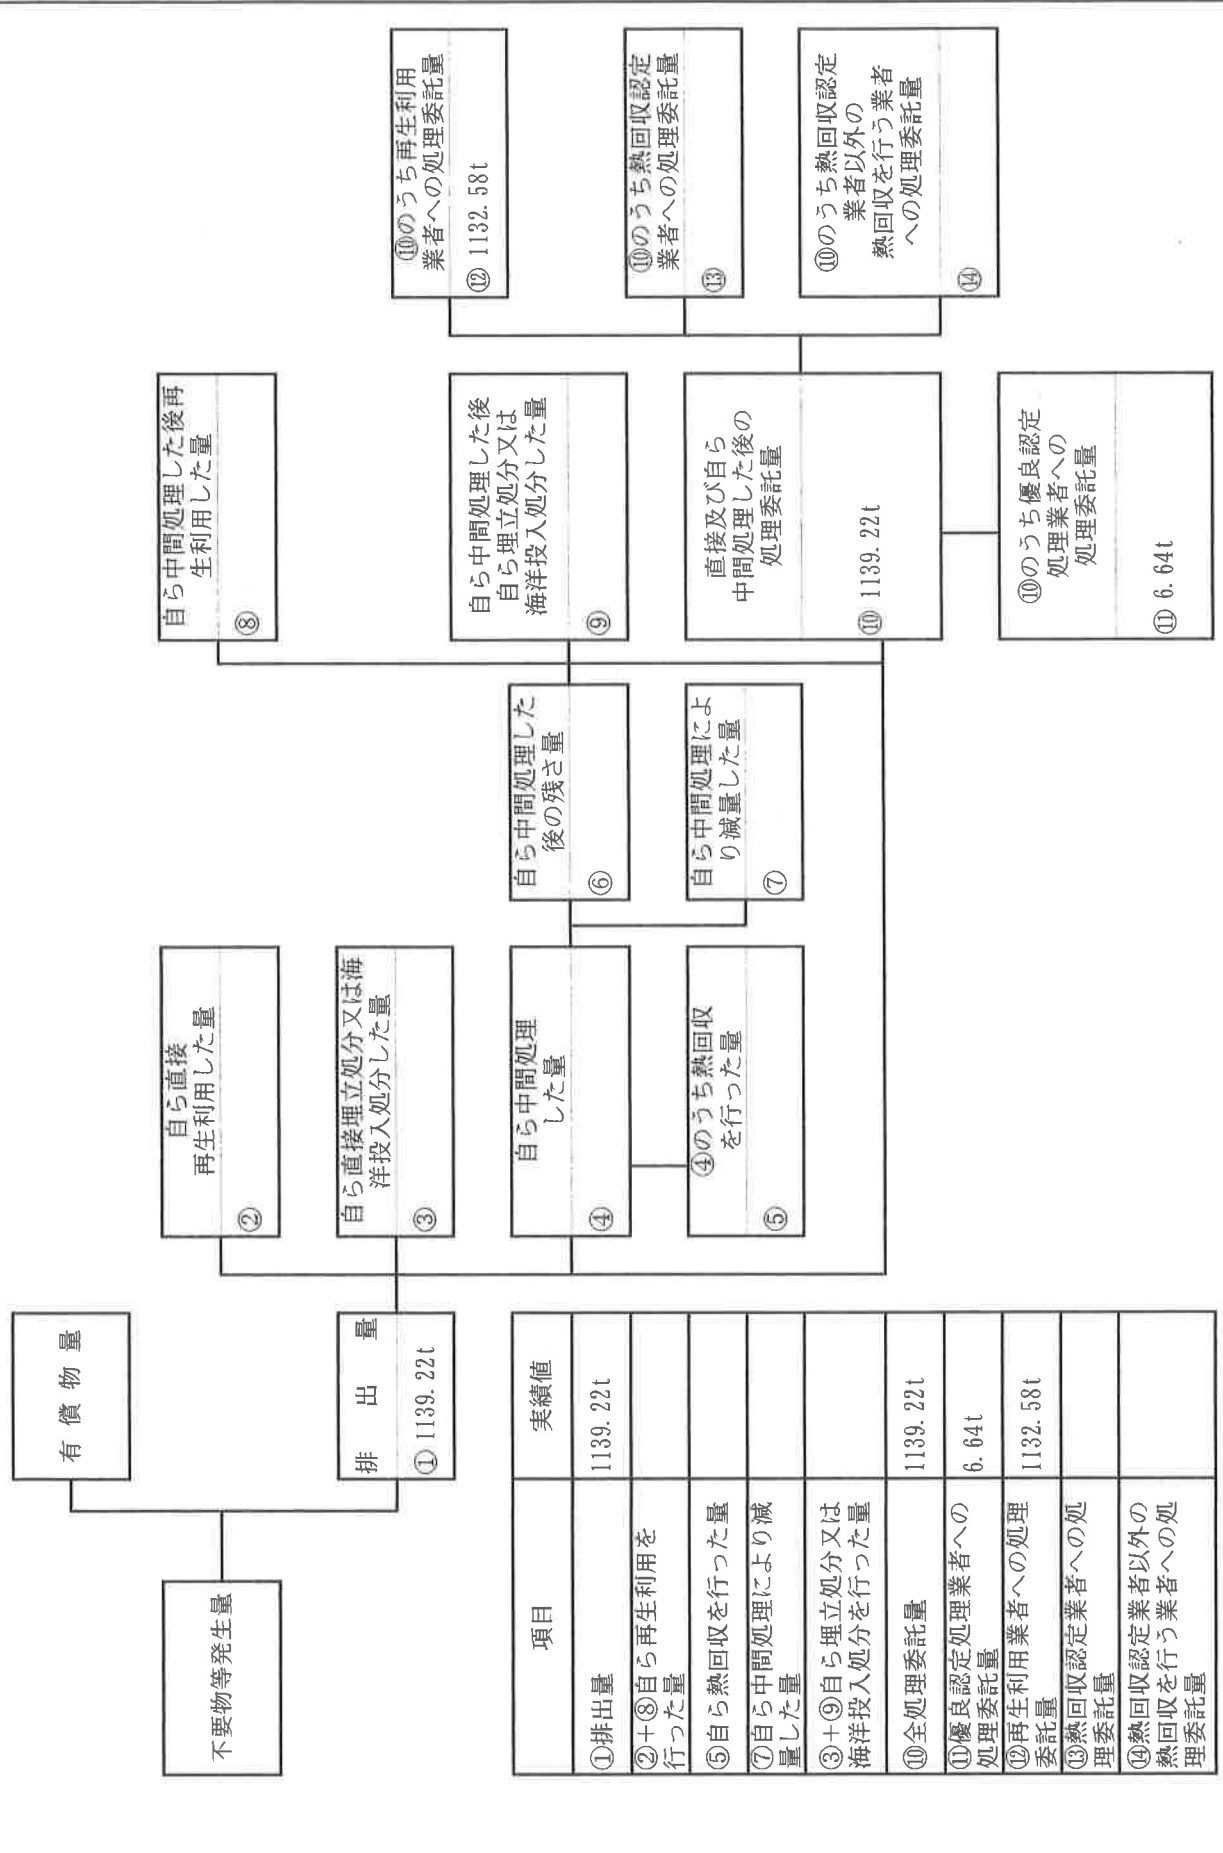 有償物量
不要物等発生量
排出量
① 1139.22t
自ら直接
再生利用した量
②
自ら直接埋立処分又は海
洋投入処分した量
③
自ら中間処理
した量
④
④のうち熱回収
を行った量
⑤
自ら中間処理した
後の残さ量
⑥
自ら中間処理によ
り減量した量
⑦
自ら中間処理した後再
生利用した量
⑧
自ら中間処理した後
自ら埋立処分又は
海洋投入処分した量
⑨
直接及び自ら
中間処理した後の
処理委託量
⑩ 1139.22t
⑩のうち優良認定
処理業者への
処理委託量
⑪ 6.64t
⑩のうち再生利用
業者への処理委託量
⑫ 1132.58t
⑩のうち熱回収認定
業者への処理委託量
⑬
⑩のうち熱回収認定
業者以外の
熱回収を行う業者
への処理委託量
⑭
項目 実績値
①排出量 1139.22t
②+⑧自ら再生利用を
行った量
⑤自ら熱回収を行った量
⑦自ら中間処理により減
量した量
③+⑨自ら埋立処分又は
海洋投入処分を行った量
⑩全処理委託量 1139.22t
⑪優良認定処理業者への
処理委託量 6.64t
⑫再生利用業者への処理
委託量 1132.58t
⑬熱回収認定業者への処
理委託量
⑭熱回収認定業者以外の
熱回収を行う業者への処
理委託量